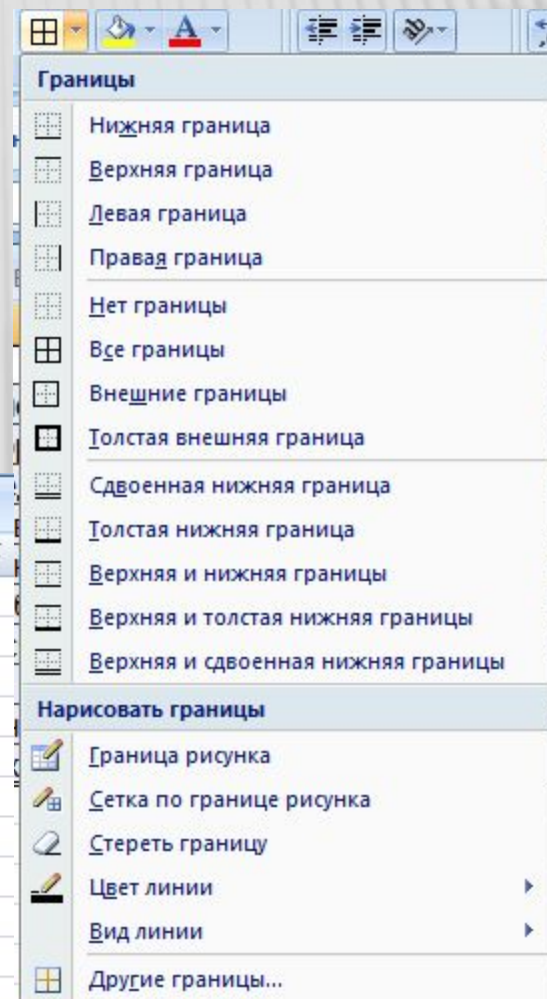 Границы
Нижняя граница
Верхняя граница
Левая граница
Правая граница
Нет границы
Все границы
Внешние границы
Толстая внешняя граница
Сдвоенная нижняя граница
Толстая нижняя граница
Верхняя и нижняя границы
Верхняя и толстая нижняя границы
Верхняя и сдвоенная нижняя границы
Нарисовать границы
Граница рисунка
Сетка по границе рисунка
Стереть границу
Цвет линии
Вид линии
Другие границы...